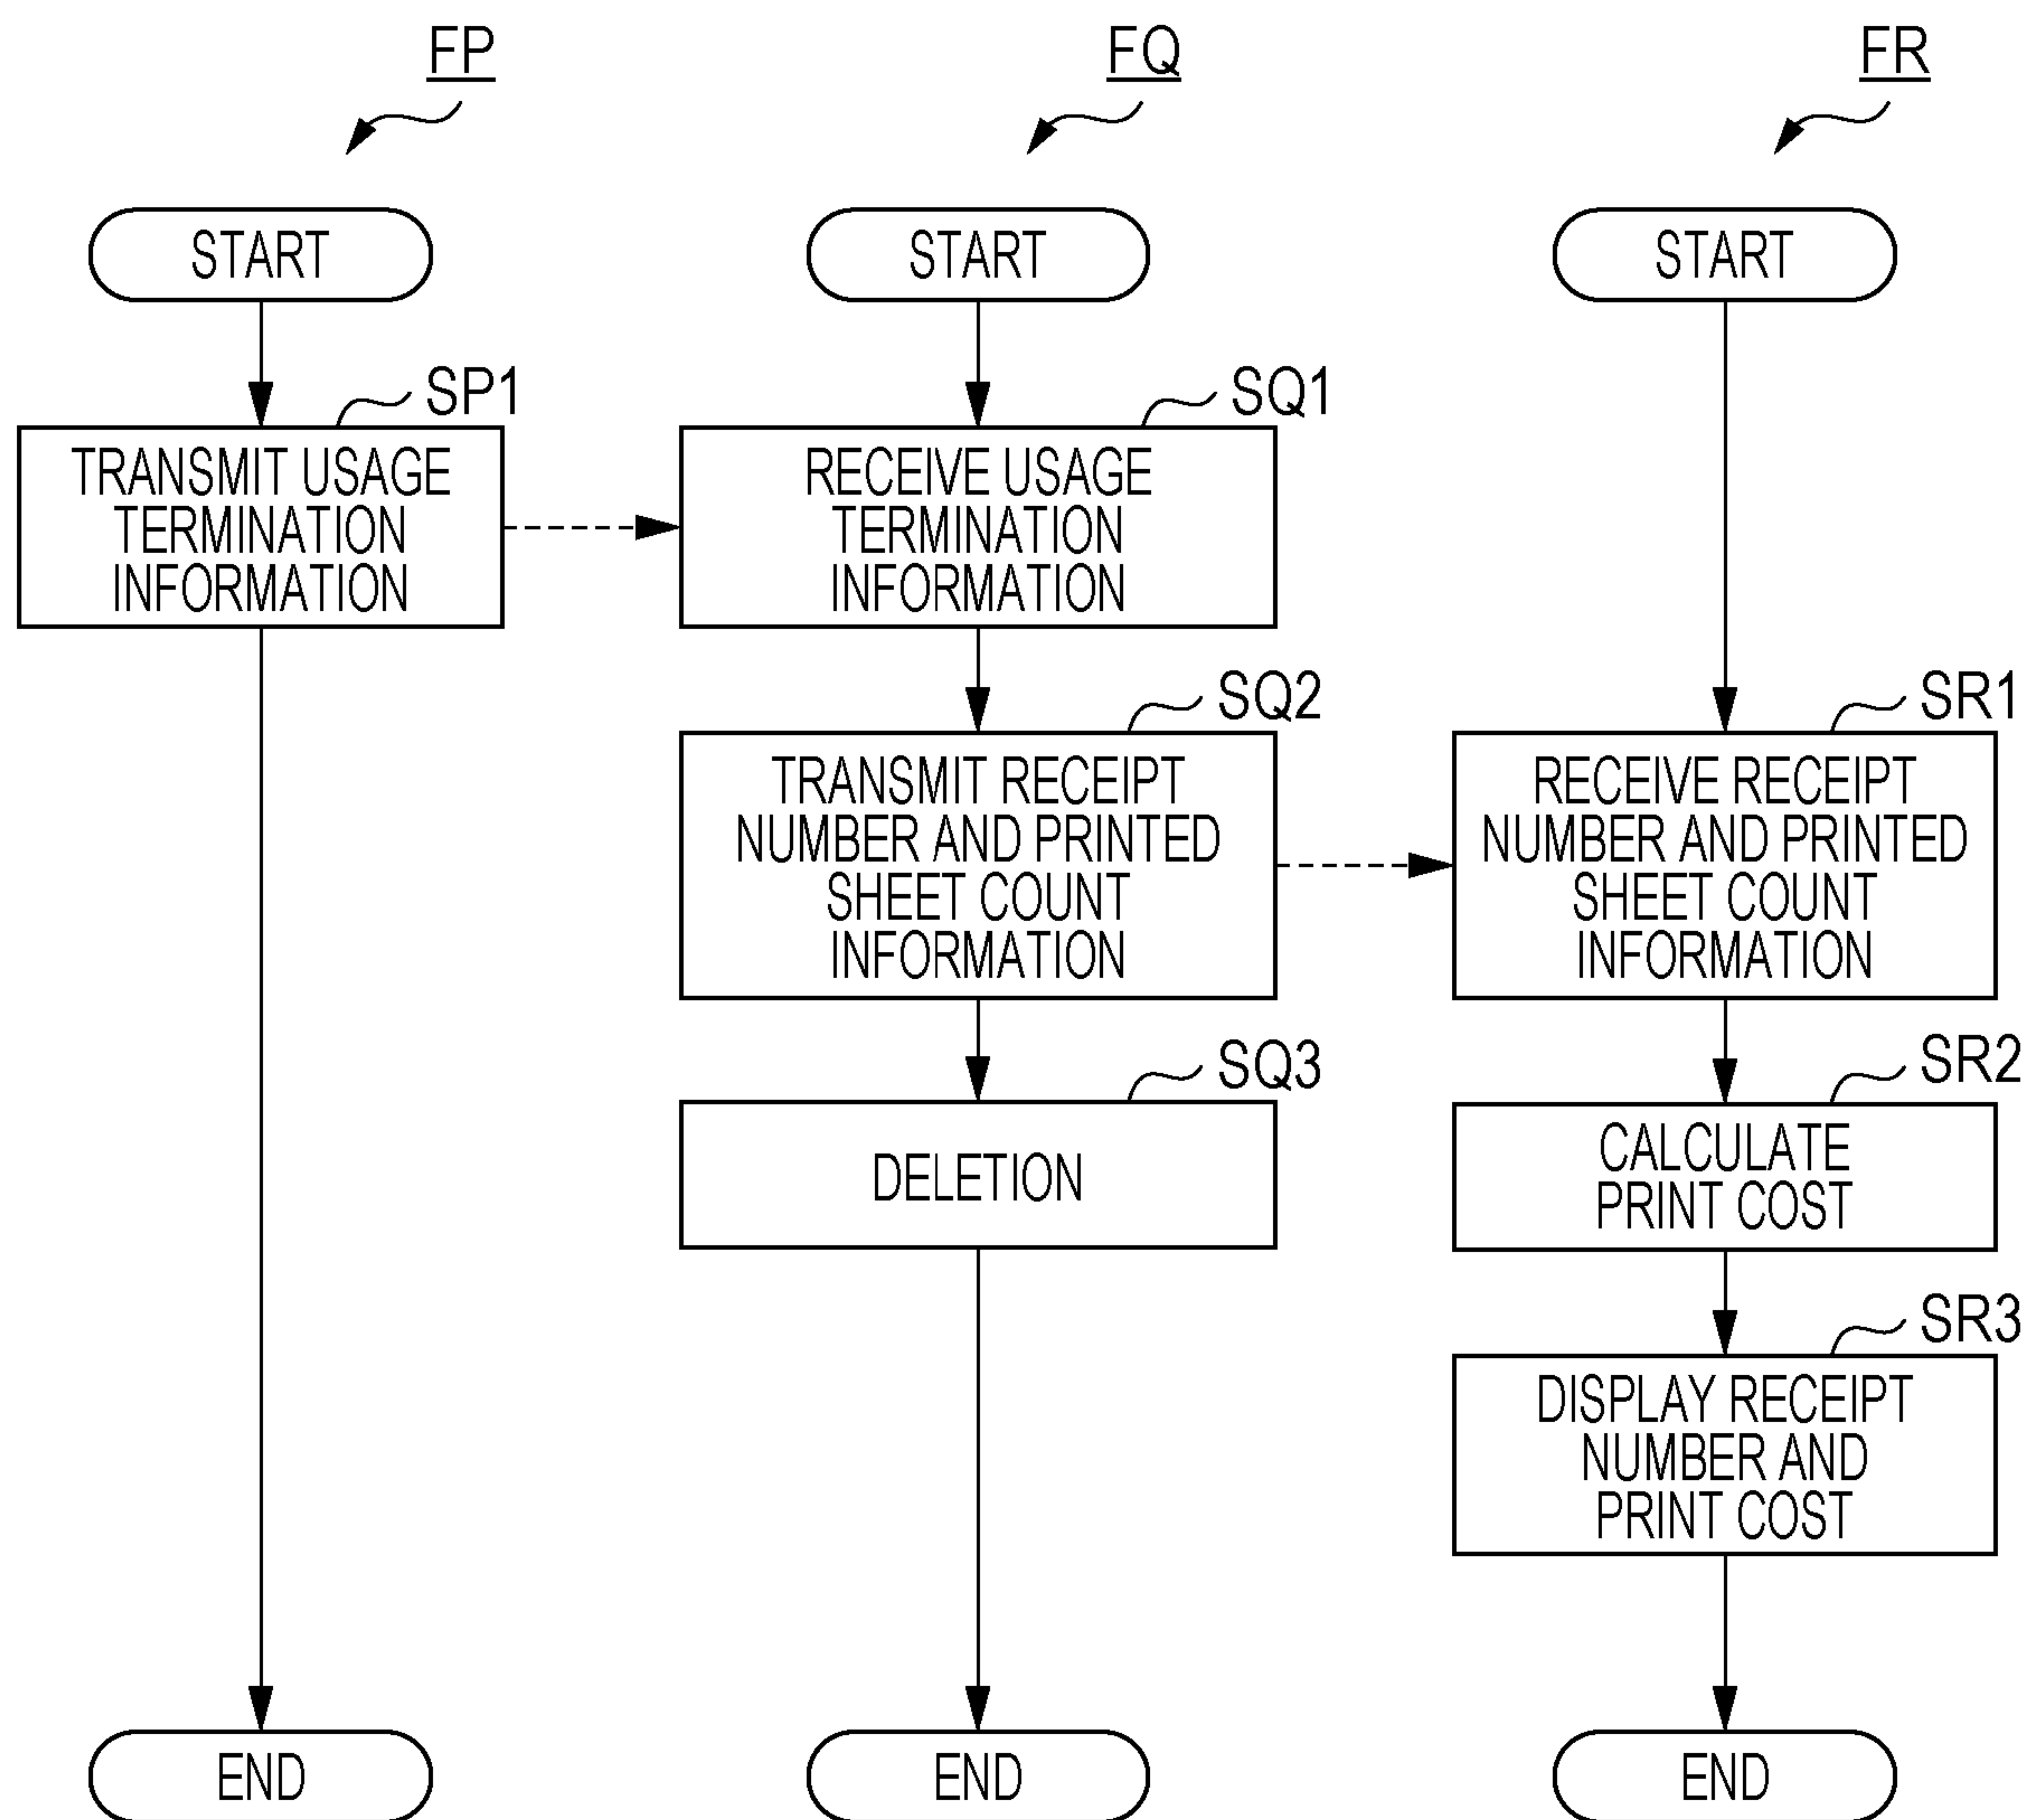 FP
START
SP1
TRANSMIT USAGE
TERMINATION
INFORMATION
END
FQ
START
SQ1
RECEIVE USAGE
TERMINATION
INFORMATION
SQ2
TRANSMIT RECEIPT
NUMBER AND PRINTED
SHEET COUNT
INFORMATION
SQ3
DELETION
END
FR
START
SR1
RECEIVE RECEIPT
NUMBER AND PRINTED
SHEET COUNT
INFORMATION
SR2
CALCULATE
PRINT COST
SR3
DISPLAY RECEIPT
NUMBER AND
PRINT COST
END